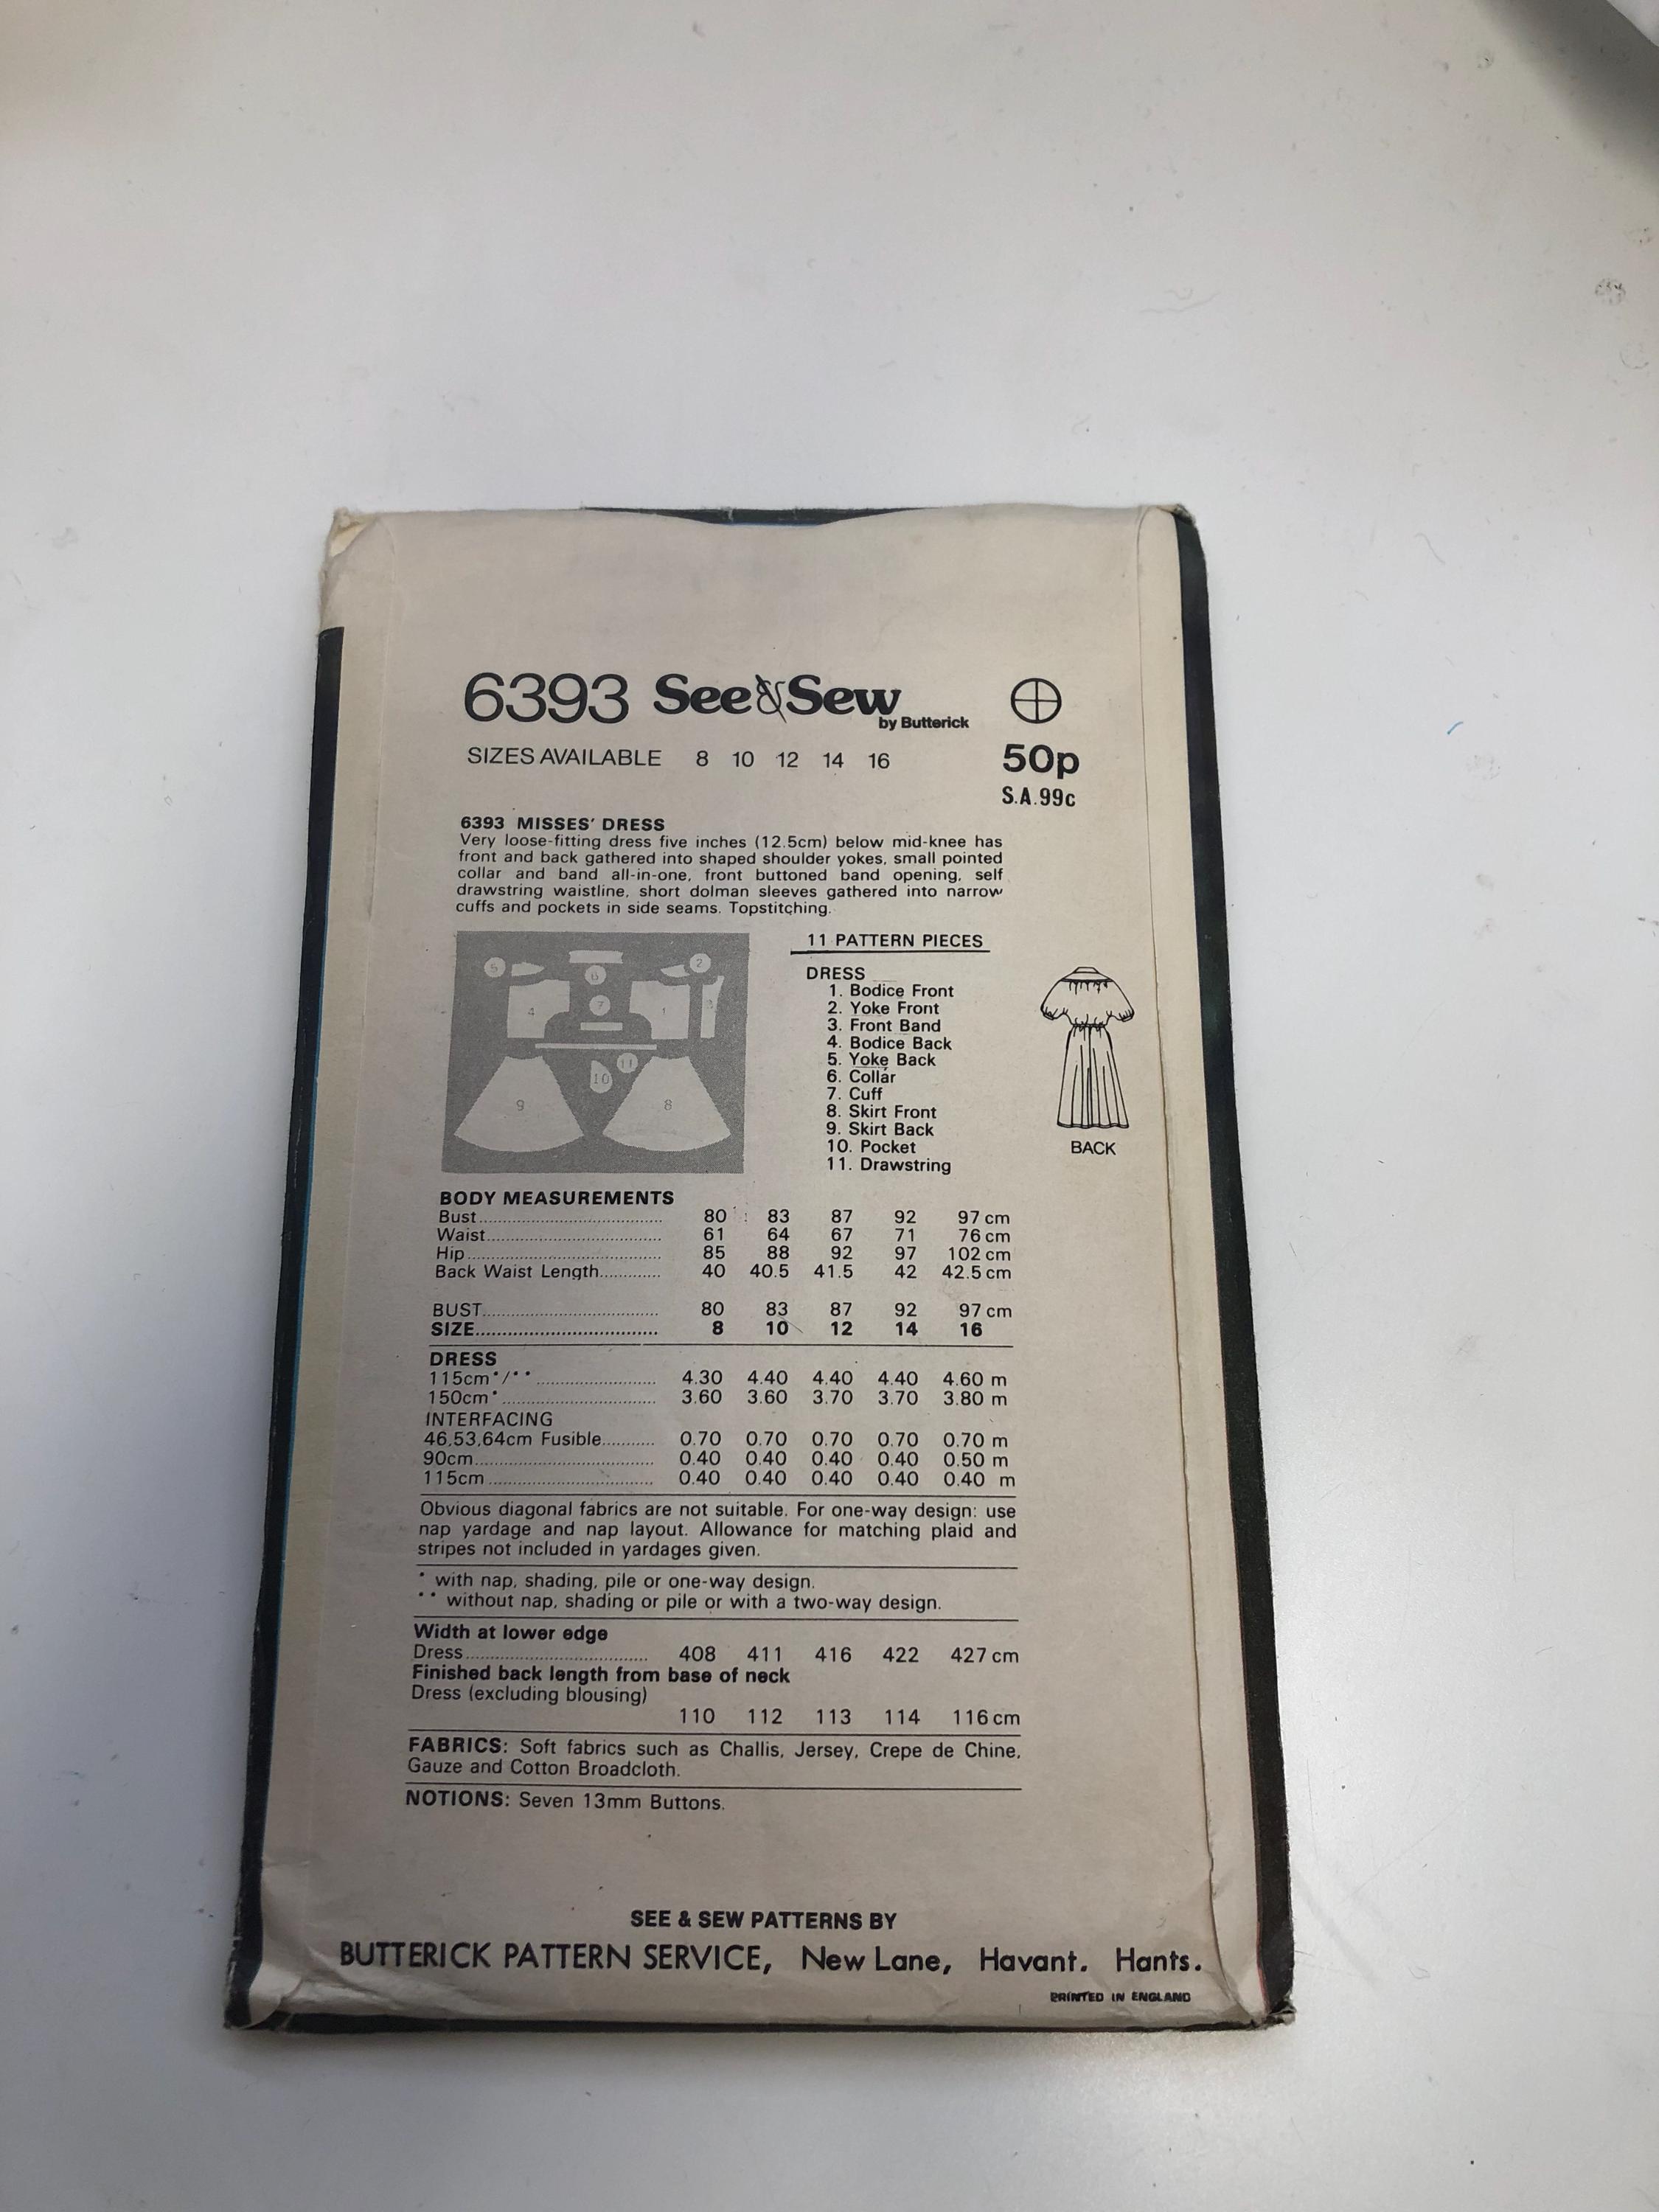 6393 See & Sew
by Butterick
SIZES AVAILABLE 8 10 12 14 16
50p
S.A.99c
6393 MISSES' DRESS
Very loose-fitting dress five inches (12.5cm) below mid-knee has
front and back gathered into shaped shoulder yokes, small pointed
collar and band all-in-one, front buttoned band opening, self
drawstring waistline, short dolman sleeves gathered into narrow
cuffs and pockets in side seams. Topstitching.
5 6 2
4 7 1 3
10 11
9 8
11 PATTERN PIECES
DRESS
1. Bodice Front
2. Yoke Front
3. Front Band
4. Bodice Back
5. Yoke Back
6. Collar
7. Cuff
8. Skirt Front
9. Skirt Back
10. Pocket
11. Drawstring
BACK
BODY MEASUREMENTS
Bust 80 83 87 92 97 cm
Waist 61 64 67 71 76 cm
Hip 85 88 92 97 102 cm
Back Waist Length 40 40.5 41.5 42 42.5 cm
BUST 80 83 87 92 97 cm
SIZE 8 10 12 14 16
DRESS
115cm*/** 4.30 4.40 4.40 4.40 4.60 m
150cm* 3.60 3.60 3.70 3.70 3.80 m
INTERFACING
46,53,64cm Fusible 0.70 0.70 0.70 0.70 0.70 m
90cm 0.40 0.40 0.40 0.40 0.50 m
115cm 0.40 0.40 0.40 0.40 0.40 m
Obvious diagonal fabrics are not suitable. For one-way design: use
nap yardage and nap layout. Allowance for matching plaid and
stripes not included in yardages given.
* with nap, shading, pile or one-way design.
** without nap, shading or pile or with a two-way design.
Width at lower edge
Dress 408 411 416 422 427 cm
Finished back length from base of neck
Dress (excluding blousing)
110 112 113 114 116 cm
FABRICS: Soft fabrics such as Challis, Jersey, Crepe de Chine,
Gauze and Cotton Broadcloth.
NOTIONS: Seven 13mm Buttons.
SEE & SEW PATTERNS BY
BUTTERICK PATTERN SERVICE, New Lane, Havant. Hants.
PRINTED IN ENGLAND